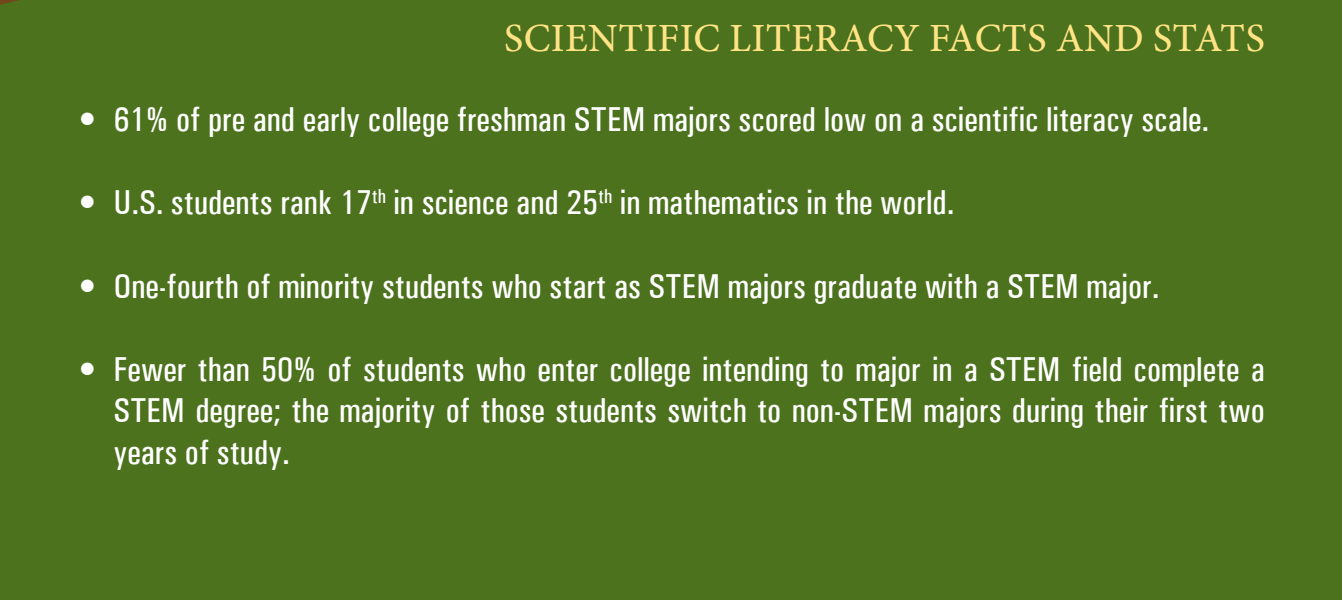 SCIENTIFIC LITERACY FACTS AND STATS
• 61% of pre and early college freshman STEM majors scored low on a scientific literacy scale.
• U.S. students rank 17th in science and 25th in mathematics in the world.
• One-fourth of minority students who start as STEM majors graduate with a STEM major.
• Fewer than 50% of students who enter college intending to major in a STEM field complete a
STEM degree; the majority of those students switch to non-STEM majors during their first two
years of study.